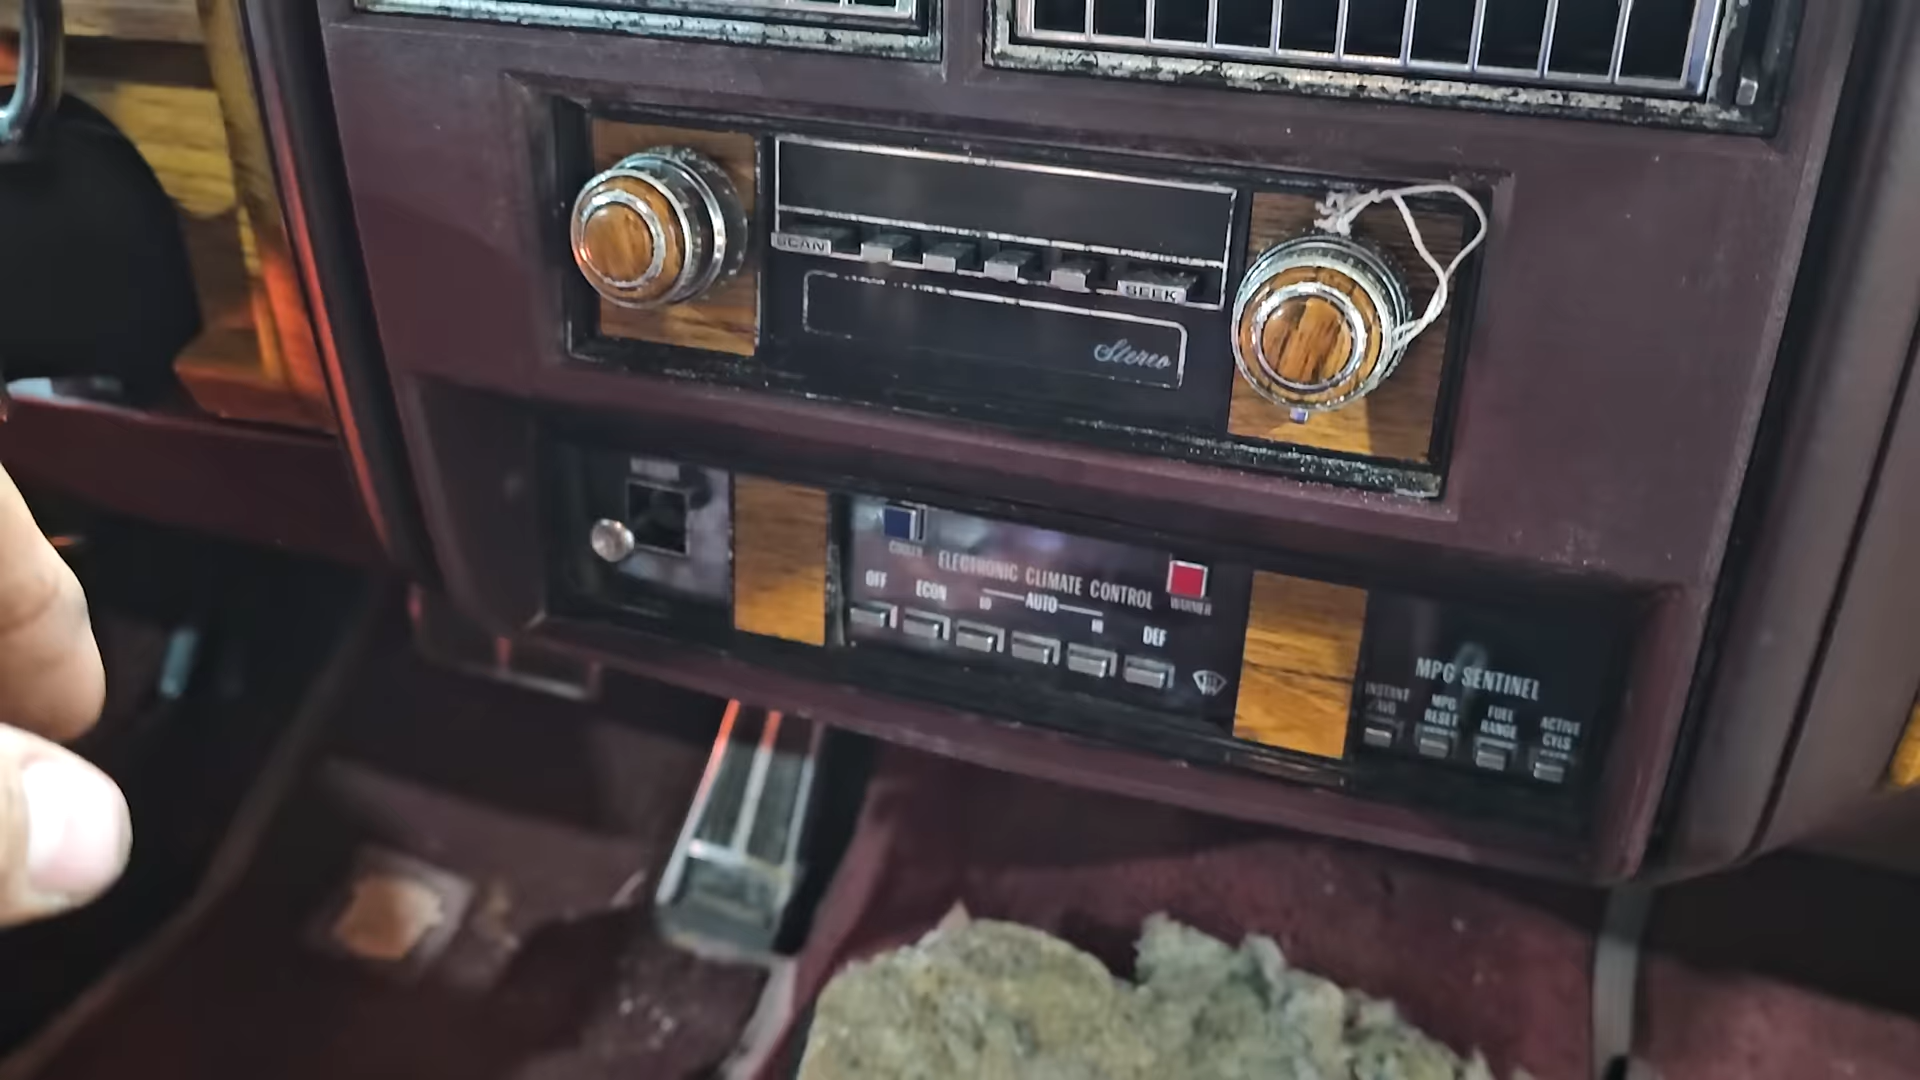 SCAN
SEEK
Stereo
COOLER
ELECTRONIC CLIMATE CONTROL
WARMER
OFF
ECON
LO
AUTO
HI
DEF
MPG SENTINEL
INSTANT
/AVG
MPG
RESET
FUEL
RANGE
ACTIVE
CYLS